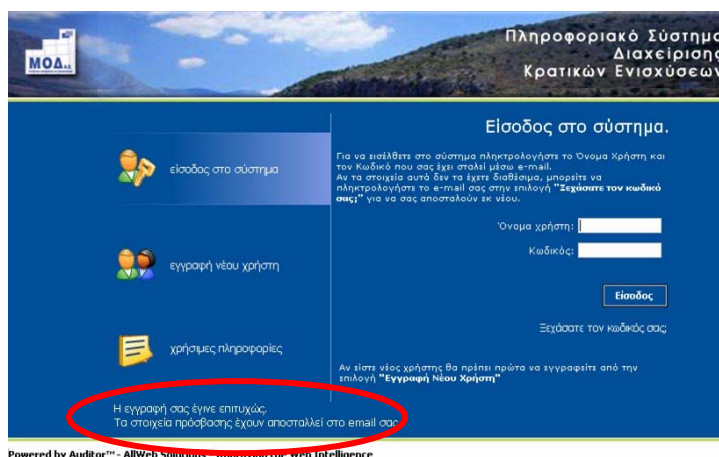 ΜΟΔ Α.Ε.
Πληροφοριακό Σύστημα
Διαχείρισης
Κρατικών Ενισχύσεων
Είσοδος στο σύστημα.
είσοδος στο σύστημα
Για να εισέλθετε στο σύστημα πληκτρολογήστε το Όνομα Χρήστη και
τον Κωδικό που σας έχει σταλεί μέσω e-mail.
Αν τα στοιχεία αυτά δεν τα έχετε διαθέσιμα, μπορείτε να
πληκτρολογήστε το e-mail σας στην επιλογή "Ξεχάσατε τον κωδικό
σας;" για να σας αποσταλούν εκ νέου.
Όνομα χρήστη:
Κωδικός:
εγγραφή νέου χρήστη
Είσοδος
Ξεχάσατε τον κωδικός σας;
χρήσιμες πληροφορίες
Αν είστε νέος χρήστης θα πρέπει πρώτα να εγγραφείτε από την
επιλογή "Εγγραφή Νέου Χρήστη"
Η εγγραφή σας έγινε επιτυχώς.
Τα στοιχεία πρόσβασης έχουν αποσταλλεί στο email σας
Powered by Auditor™ - AllWeb Solutions - the Web Intelligence